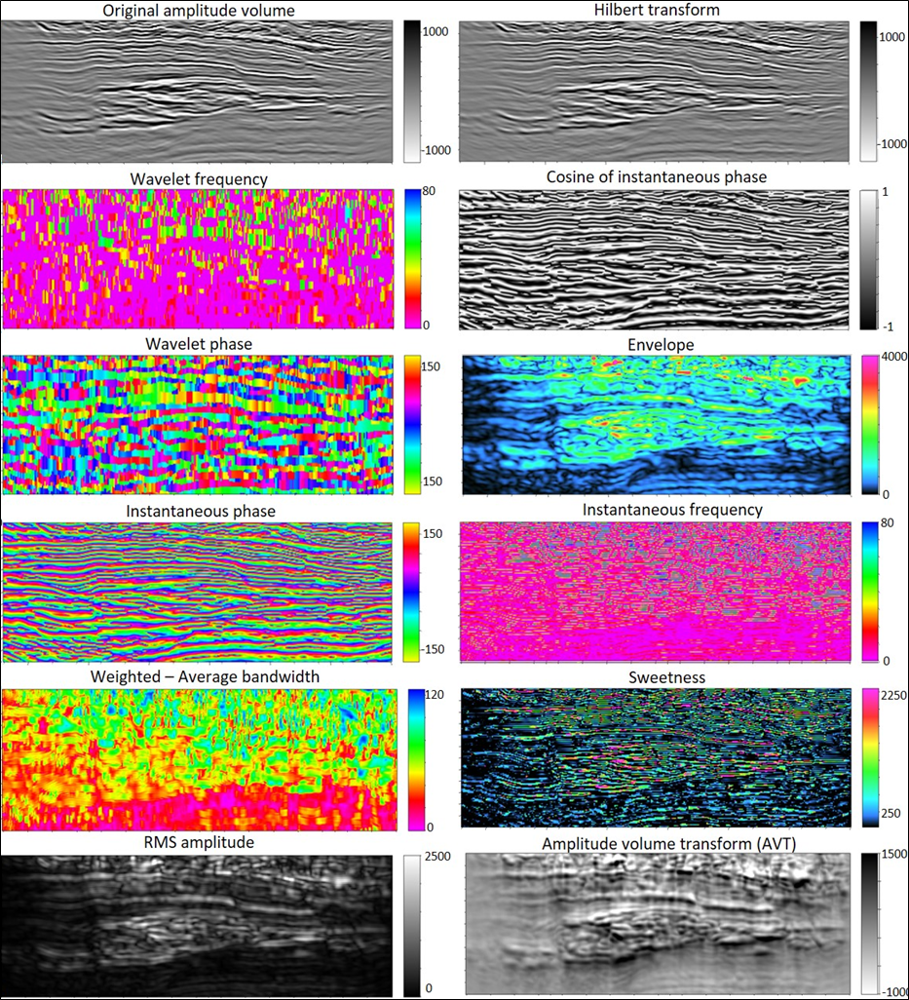 Original amplitude volume
1000
-1000
Hilbert transform
1000
-1000
Wavelet frequency
80
0
Cosine of instantaneous phase
1
-1
Wavelet phase
150
150
Envelope
4000
0
Instantaneous phase
150
-150
Instantaneous frequency
80
0
Weighted – Average bandwidth
120
0
Sweetness
2250
250
RMS amplitude
2500
0
Amplitude volume transform (AVT)
1500
-1000